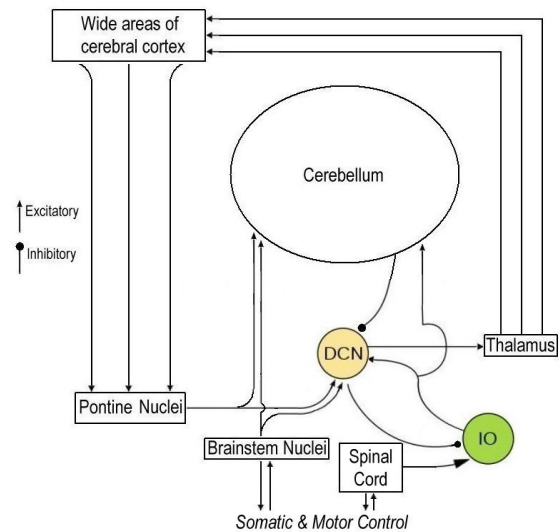 Wide areas of
cerebral cortex
Cerebellum
Excitatory
Inhibitory
DCN
Thalamus
Pontine Nuclei
IO
Brainstem Nuclei
Spinal
Cord
Somatic & Motor Control